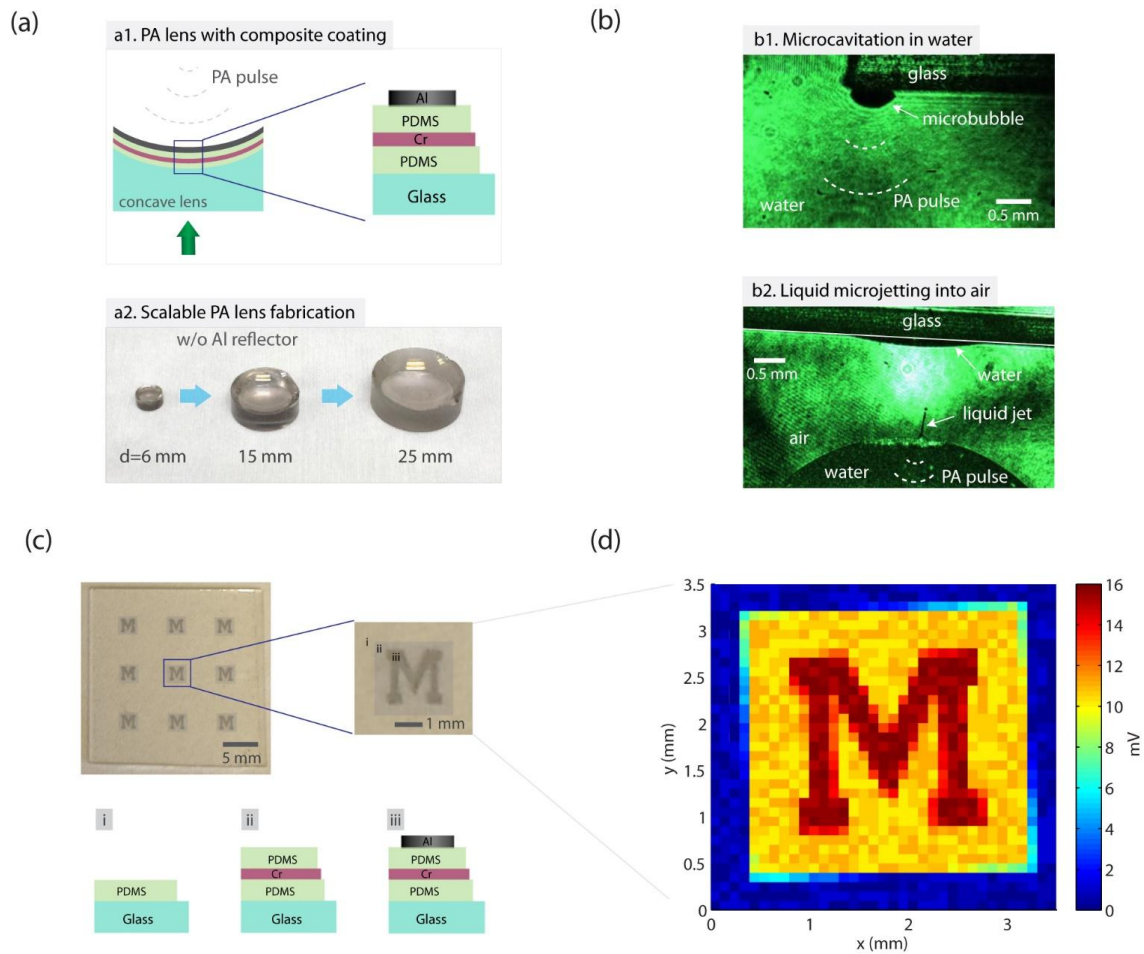 (a)
a1. PA lens with composite coating
PA pulse
concave lens
Al
PDMS
Cr
PDMS
Glass
a2. Scalable PA lens fabrication
w/o Al reflector
d=6 mm
15 mm
25 mm
(b)
b1. Microcavitation in water
glass
microbubble
water
PA pulse
0.5 mm
b2. Liquid microjetting into air
glass
0.5 mm
water
liquid jet
air
water
PA pulse
(c)
M M M
M M M
M M M
5 mm
i
ii
iii
M
1 mm
i
PDMS
Glass
ii
PDMS
Cr
PDMS
Glass
iii
Al
PDMS
Cr
PDMS
Glass
(d)
3.5
3
2.5
2
1.5
1
0.5
0
y (mm)
M
0 1 2 3
x (mm)
16
14
12
10
8
6
4
2
0
mV